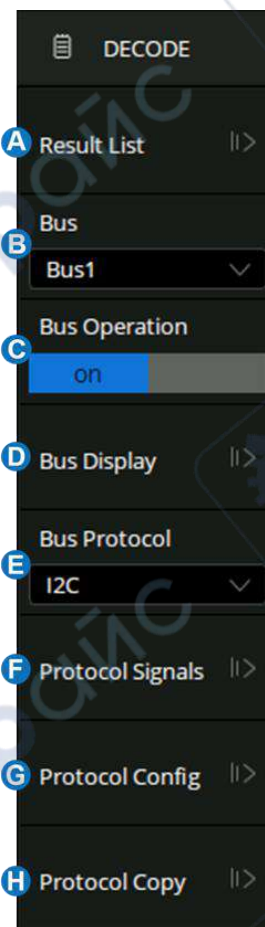 DECODE
A Result List
Bus
B
Bus1
Bus Operation
C
on
D Bus Display
Bus Protocol
E
I2C
F Protocol Signals
G Protocol Config
H Protocol Copy